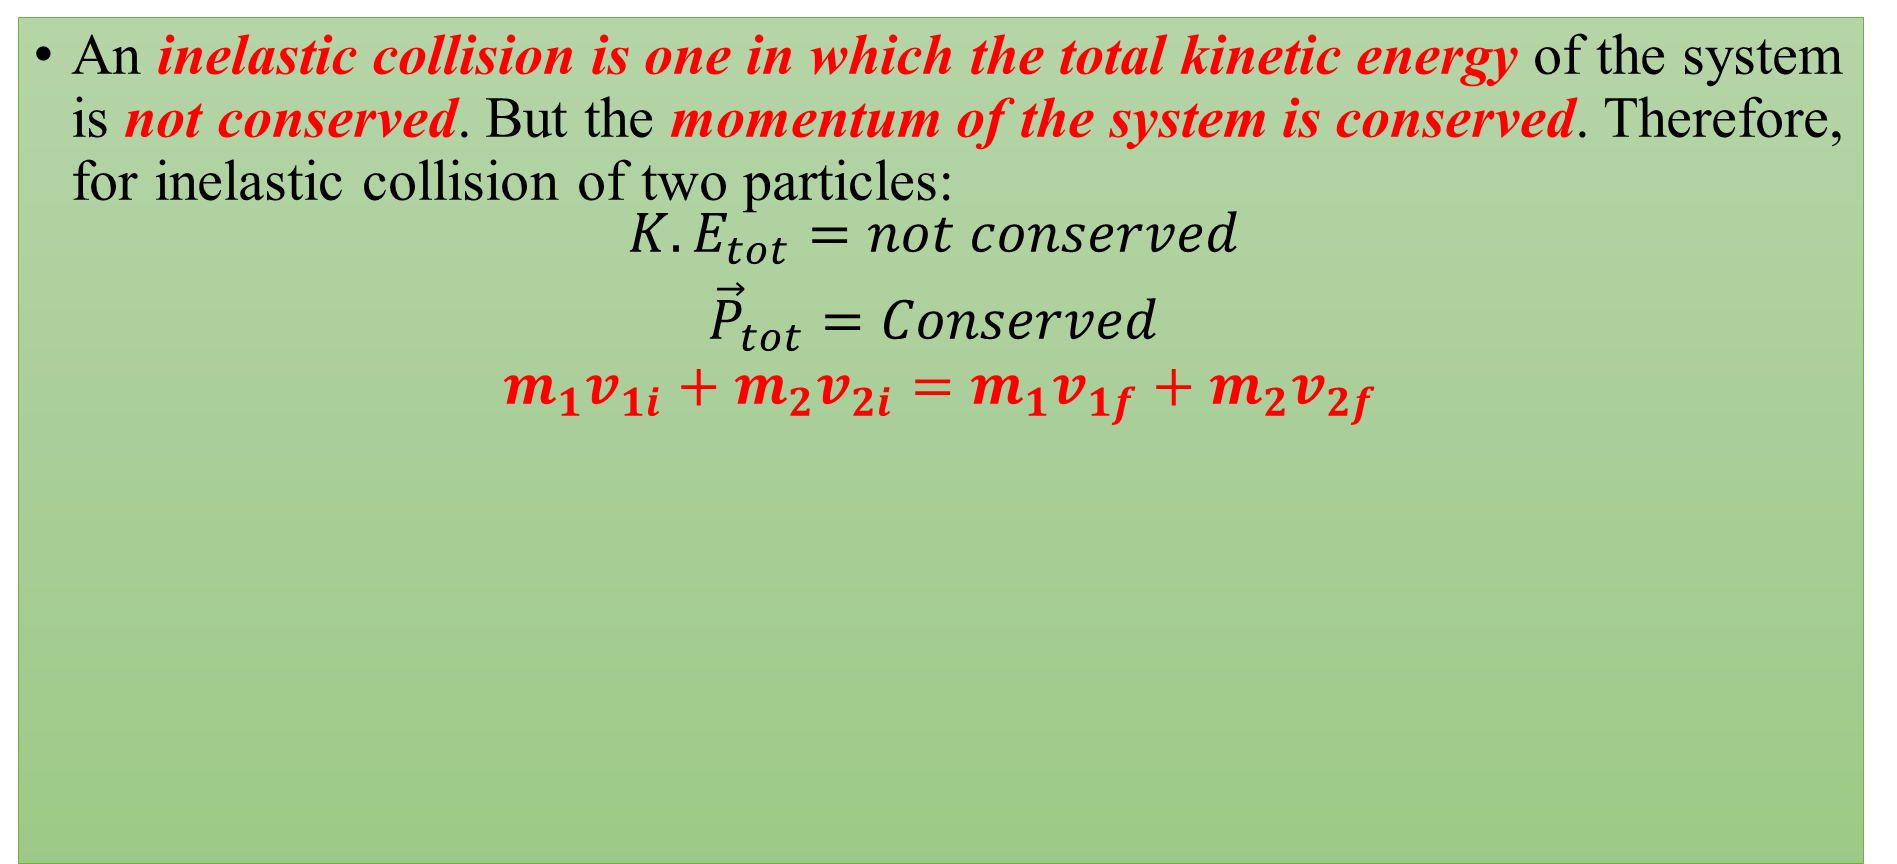 • An inelastic collision is one in which the total kinetic energy of the system
is not conserved. But the momentum of the system is conserved. Therefore,
for inelastic collision of two particles:
K.E_tot = not conserved
P⃗_tot = Conserved
m₁v₁ᵢ + m₂v₂ᵢ = m₁v_1f + m₂v_2f